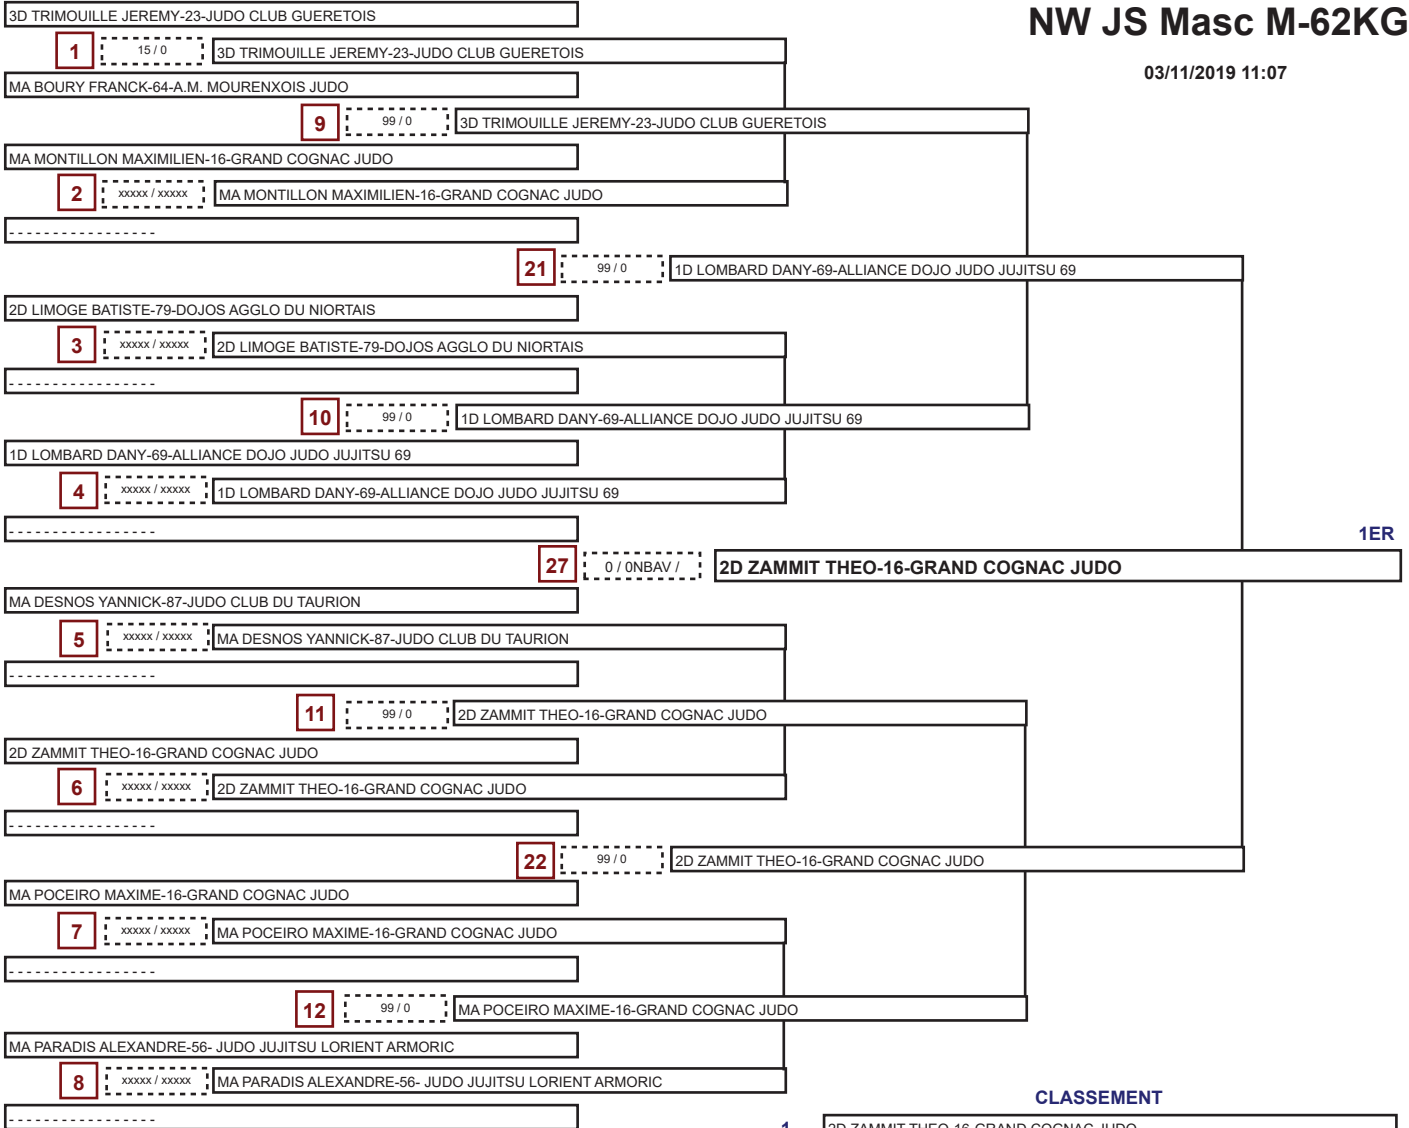 NW JS Masc M-62KG
03/11/2019 11:07
3D TRIMOUILLE JEREMY-23-JUDO CLUB GUERETOIS
1 15 / 0 3D TRIMOUILLE JEREMY-23-JUDO CLUB GUERETOIS
MA BOURY FRANCK-64-A.M. MOURENXOIS JUDO
9 99 / 0 3D TRIMOUILLE JEREMY-23-JUDO CLUB GUERETOIS
MA MONTILLON MAXIMILIEN-16-GRAND COGNAC JUDO
2 xxxxx / xxxxx MA MONTILLON MAXIMILIEN-16-GRAND COGNAC JUDO
- - - - - - - - - - - - - - - - -
21 99 / 0 1D LOMBARD DANY-69-ALLIANCE DOJO JUDO JUJITSU 69
2D LIMOGE BATISTE-79-DOJOS AGGLO DU NIORTAIS
3 xxxxx / xxxxx 2D LIMOGE BATISTE-79-DOJOS AGGLO DU NIORTAIS
- - - - - - - - - - - - - - - - -
10 99 / 0 1D LOMBARD DANY-69-ALLIANCE DOJO JUDO JUJITSU 69
1D LOMBARD DANY-69-ALLIANCE DOJO JUDO JUJITSU 69
4 xxxxx / xxxxx 1D LOMBARD DANY-69-ALLIANCE DOJO JUDO JUJITSU 69
- - - - - - - - - - - - - - - - -
1ER
27 0 / 0NBAV / 2D ZAMMIT THEO-16-GRAND COGNAC JUDO
MA DESNOS YANNICK-87-JUDO CLUB DU TAURION
5 xxxxx / xxxxx MA DESNOS YANNICK-87-JUDO CLUB DU TAURION
- - - - - - - - - - - - - - - - -
11 99 / 0 2D ZAMMIT THEO-16-GRAND COGNAC JUDO
2D ZAMMIT THEO-16-GRAND COGNAC JUDO
6 xxxxx / xxxxx 2D ZAMMIT THEO-16-GRAND COGNAC JUDO
- - - - - - - - - - - - - - - - -
22 99 / 0 2D ZAMMIT THEO-16-GRAND COGNAC JUDO
MA POCEIRO MAXIME-16-GRAND COGNAC JUDO
7 xxxxx / xxxxx MA POCEIRO MAXIME-16-GRAND COGNAC JUDO
- - - - - - - - - - - - - - - - -
12 99 / 0 MA POCEIRO MAXIME-16-GRAND COGNAC JUDO
MA PARADIS ALEXANDRE-56- JUDO JUJITSU LORIENT ARMORIC
8 xxxxx / xxxxx MA PARADIS ALEXANDRE-56- JUDO JUJITSU LORIENT ARMORIC
- - - - - - - - - - - - - - - - -
CLASSEMENT
1 2D ZAMMIT THEO-16-GRAND COGNAC JUDO